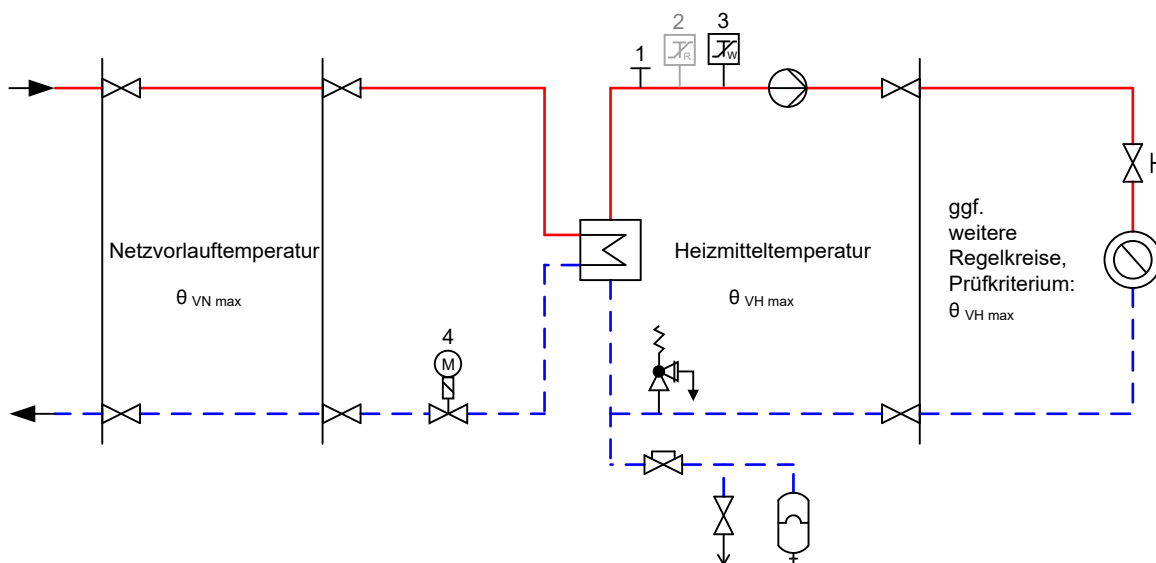 1
2
3
R
W
Netzvorlauftemperatur
θ VN max
Heizmitteltemperatur
θ VH max
ggf.
weitere
Regelkreise,
Prüfkriterium:
θ VH max
4
M